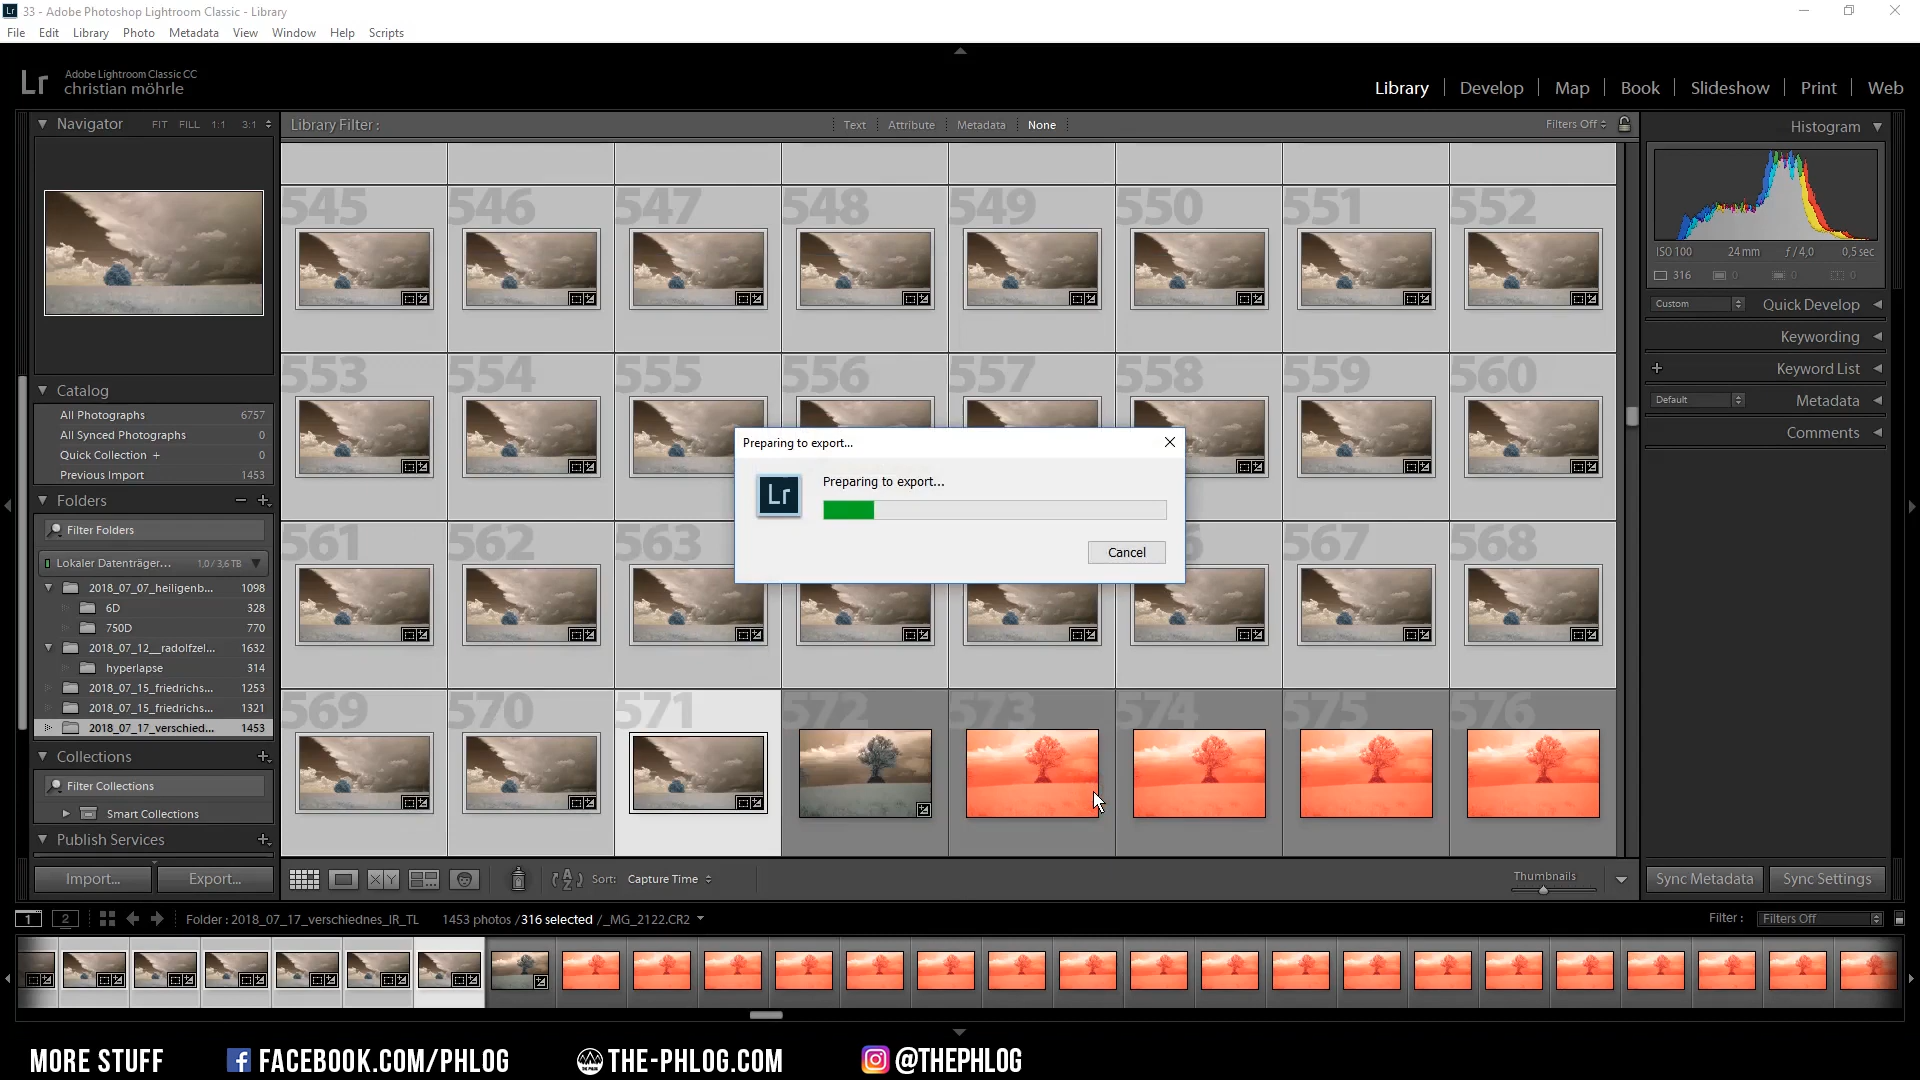 33 - Adobe Photoshop Lightroom Classic - Library
File Edit Library Photo Metadata View Window Help Scripts
Lr Adobe Lightroom Classic CC
christian möhrle
Library Develop Map Book Slideshow Print Web
Navigator FIT FILL 1:1 3:1
Library Filter : Text Attribute Metadata None Filters Off
Histogram
ISO 100 24 mm ƒ / 4,0 0,5 sec
316 0 0 0
Custom Quick Develop
Keywording
Keyword List
Default Metadata
Comments
545 546 547 548 549 550 551 552
553 554 555 556 557 558 559 560
561 562 563 567 568
569 570 571 572 573 574 575 576
Preparing to export...
Lr Preparing to export...
Cancel
Catalog
All Photographs 6757
All Synced Photographs 0
Quick Collection + 0
Previous Import 1453
Folders
Filter Folders
Lokaler Datenträger... 1,0 / 3,6 TB
2018_07_07_heiligenb... 1098
6D 328
750D 770
2018_07_12__radolfzel... 1632
hyperlapse 314
2018_07_15_friedrichs... 1253
2018_07_15_friedrichs... 1321
2018_07_17_verschied... 1453
Collections
Filter Collections
Smart Collections
Publish Services
Import... Export...
Sort: Capture Time
Thumbnails
Sync Metadata Sync Settings
1 2 Folder : 2018_07_17_verschiednes_IR_TL 1453 photos / 316 selected / _MG_2122.CR2
Filter : Filters Off
MORE STUFF FACEBOOK.COM/PHLOG THE-PHLOG.COM @THEPHLOG